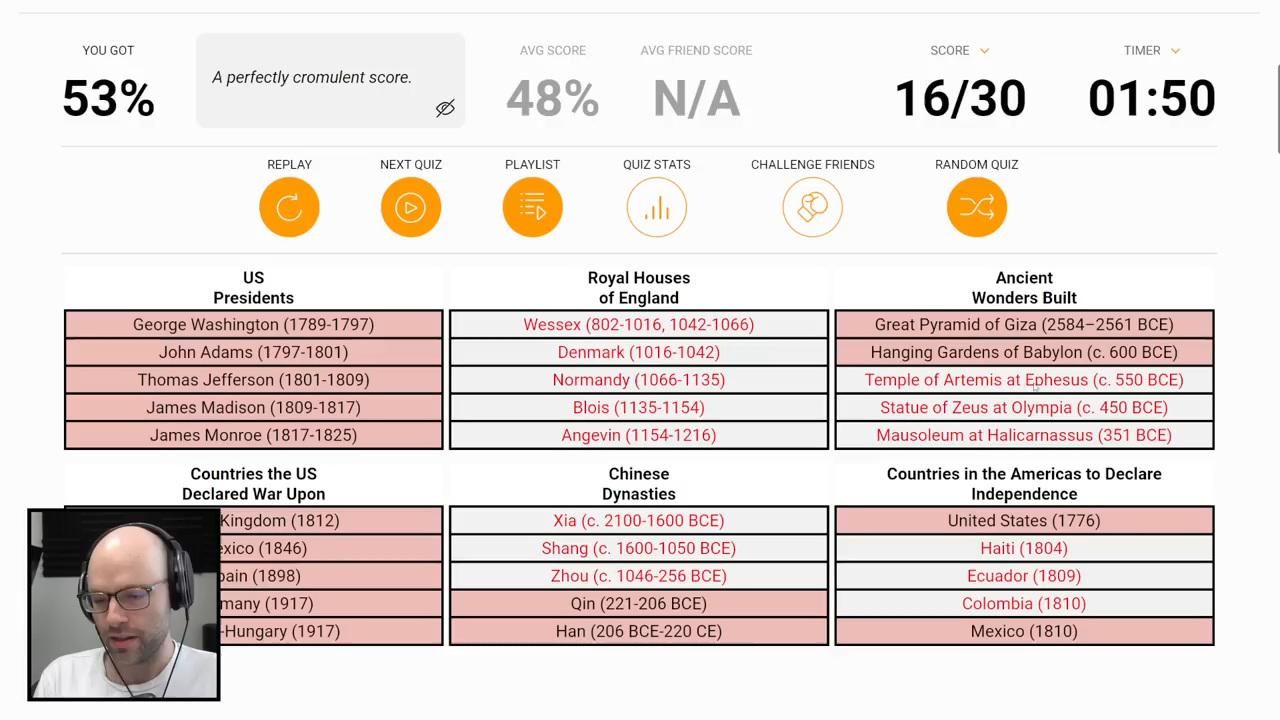 YOU GOT
53%
A perfectly cromulent score.
AVG SCORE
48%
AVG FRIEND SCORE
N/A
SCORE
16/30
TIMER
01:50
REPLAY
NEXT QUIZ
PLAYLIST
QUIZ STATS
CHALLENGE FRIENDS
RANDOM QUIZ
US
Presidents
George Washington (1789-1797)
John Adams (1797-1801)
Thomas Jefferson (1801-1809)
James Madison (1809-1817)
James Monroe (1817-1825)
Royal Houses
of England
Wessex (802-1016, 1042-1066)
Denmark (1016-1042)
Normandy (1066-1135)
Blois (1135-1154)
Angevin (1154-1216)
Ancient
Wonders Built
Great Pyramid of Giza (2584–2561 BCE)
Hanging Gardens of Babylon (c. 600 BCE)
Temple of Artemis at Ephesus (c. 550 BCE)
Statue of Zeus at Olympia (c. 450 BCE)
Mausoleum at Halicarnassus (351 BCE)
Countries the US
Declared War Upon
Kingdom (1812)
exico (1846)
pain (1898)
many (1917)
-Hungary (1917)
Chinese
Dynasties
Xia (c. 2100-1600 BCE)
Shang (c. 1600-1050 BCE)
Zhou (c. 1046-256 BCE)
Qin (221-206 BCE)
Han (206 BCE-220 CE)
Countries in the Americas to Declare
Independence
United States (1776)
Haiti (1804)
Ecuador (1809)
Colombia (1810)
Mexico (1810)